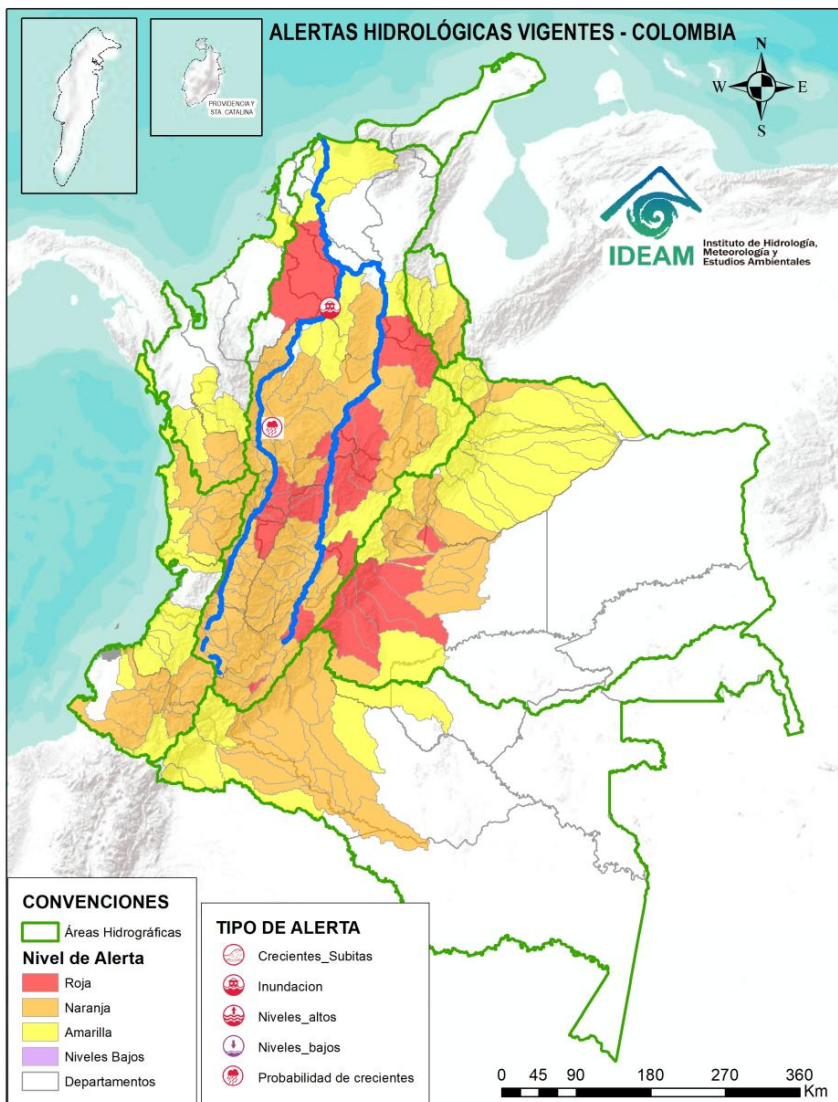 ALERTAS HIDROLÓGICAS VIGENTES - COLOMBIA
PROVIDENCIA Y
STA. CATALINA
N
W
E
S
IDEAM
Instituto de Hidrología,
Meteorología y
Estudios Ambientales
CONVENCIONES
Áreas Hidrográficas
Nivel de Alerta
Roja
Naranja
Amarilla
Niveles Bajos
Departamentos
TIPO DE ALERTA
Crecientes_Subitas
Inundacion
Niveles_altos
Niveles_bajos
Probabilidad de crecientes
0 45 90 180 270 360
Km